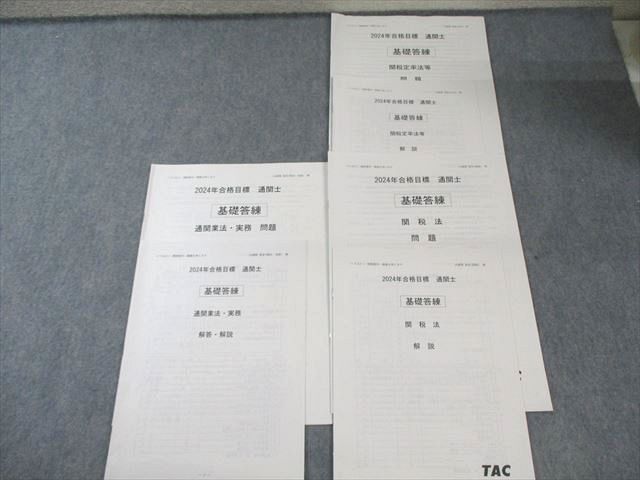 2024年合格目標 通関士
基礎答練
通関業法・実務 問題
2024年合格目標 通関士
基礎答練
通関業法・実務
解答・解説
2024年合格目標 通関士
基礎答練
関税定率法等
問 題
2024年合格目標 通関士
基礎答練
関税定率法等
解 説
2024年合格目標 通関士
基礎答練
関 税 法
問 題
2024年合格目標 通関士
基礎答練
関 税 法
解 説
TAC